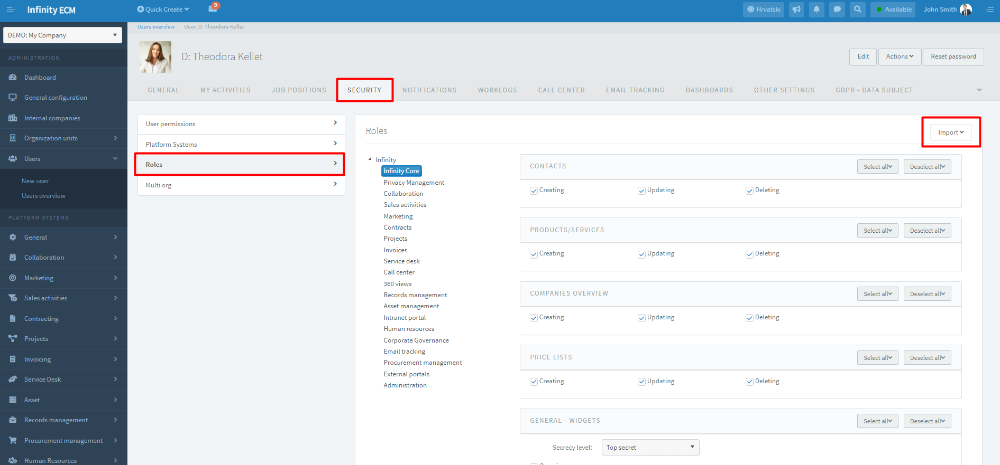 Infinity ECM
Quick Create
9
Hrvatski
Available
John Smith
DEMO: My Company
ADMINISTRATION
Dashboard
General configuration
Internal companies
Organization units
Users
New user
Users overview
PLATFORM SYSTEMS
General
Collaboration
Marketing
Sales activities
Contracting
Projects
Invoicing
Service Desk
Asset
Records management
Procurement management
Human Resources
Users overview / User: D: Theodora Kellet
D: Theodora Kellet
Edit
Actions
Reset password
GENERAL
MY ACTIVITIES
JOB POSITIONS
SECURITY
NOTIFICATIONS
WORKLOGS
CALL CENTER
EMAIL TRACKING
DASHBOARDS
OTHER SETTINGS
GDPR - DATA SUBJECT
User permissions
Platform Systems
Roles
Multi org
Roles
Import
Infinity
Infinity Core
Privacy Management
Collaboration
Sales activities
Marketing
Contracts
Projects
Invoices
Service desk
Call center
360 views
Records management
Asset management
Intranet portal
Human resources
Corporate Governance
Email tracking
Procurement management
External portals
Administration
CONTACTS
Select all
Deselect all
Creating
Updating
Deleting
PRODUCTS/SERVICES
Select all
Deselect all
Creating
Updating
Deleting
COMPANIES OVERVIEW
Select all
Deselect all
Creating
Updating
Deleting
PRICE LISTS
Select all
Deselect all
Creating
Updating
Deleting
GENERAL - WIDGETS
Select all
Deselect all
Secrecy level:
Top secret